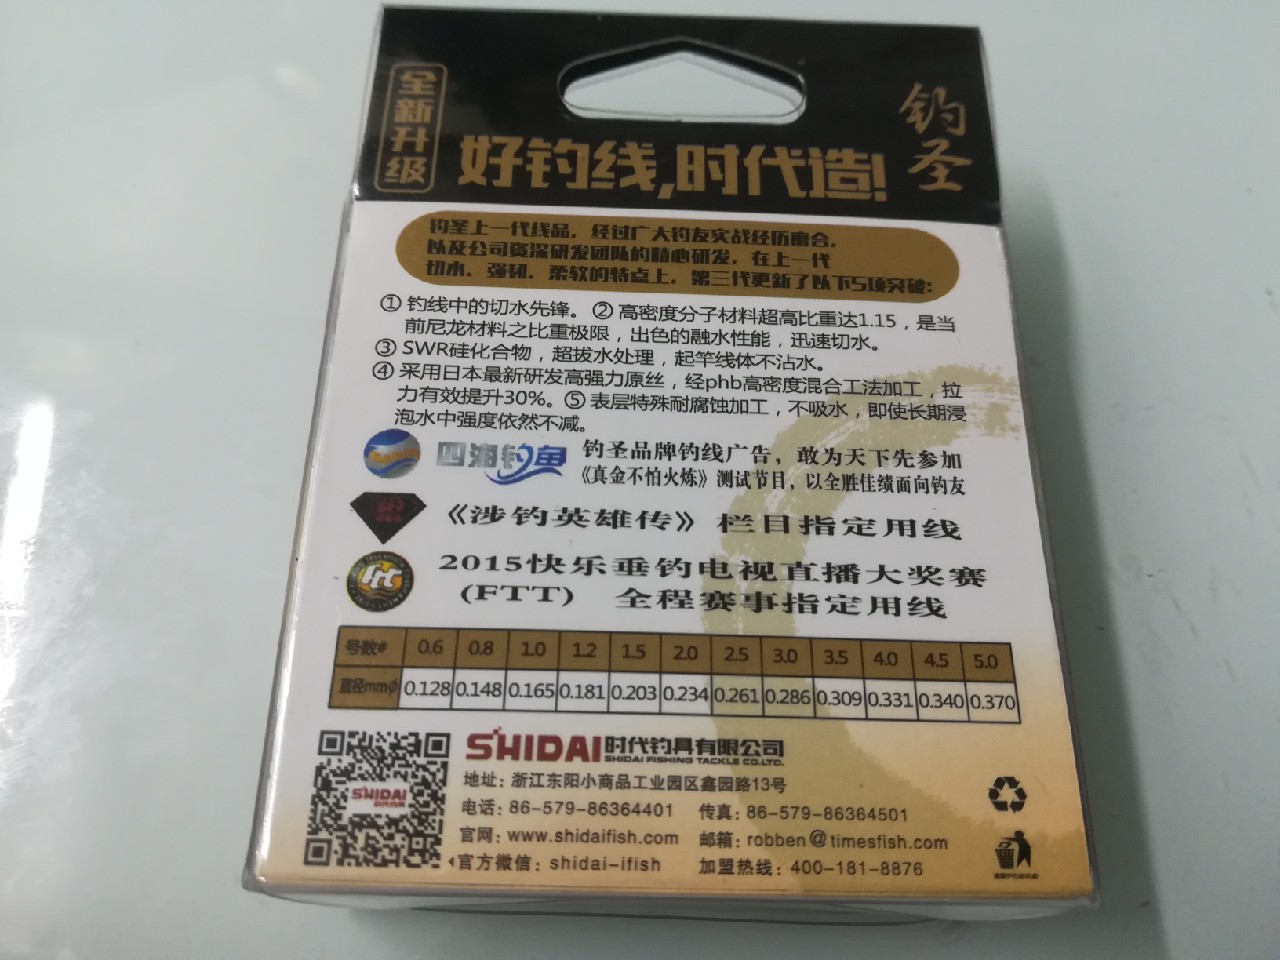 全新升级
钓圣
好钓线,时代造!
钓圣上一代线品，经过广大钓友实战经历磨合，
以及公司资深研发团队的精心研发，在上一代
切水、强韧、柔软的特点上，第三代更新了以下5项突破：
① 钓线中的切水先锋。② 高密度分子材料超高比重达1.15，是当
前尼龙材料之比重极限，出色的融水性能，迅速切水。
③ SWR硅化合物，超拔水处理，起竿线体不沾水。
④ 采用日本最新研发高强力原丝，经phb高密度混合工法加工，拉
力有效提升30%。⑤ 表层特殊耐腐蚀加工，不吸水，即使长期浸
泡水中强度依然不减。
四海钓鱼
钓圣品牌钓线广告，敢为天下先参加
《真金不怕火炼》测试节目，以全胜佳绩面向钓友
《涉钓英雄传》栏目指定用线
2015快乐垂钓电视直播大奖赛
(FTT) 全程赛事指定用线
号数# 0.6 0.8 1.0 1.2 1.5 2.0 2.5 3.0 3.5 4.0 4.5 5.0
直径mmφ 0.128 0.148 0.165 0.181 0.203 0.234 0.261 0.286 0.309 0.331 0.340 0.370
SHIDAI 时代钓具有限公司
SHIDAI FISHING TACKLE CO.,LTD.
SHIDAI
地址：浙江东阳小商品工业园区鑫园路13号
电话：86-579-86364401 传真：86-579-86364501
官网：www.shidaifish.com 邮箱：robben@timesfish.com
官方微信：shidai-ifish 加盟热线：400-181-8876